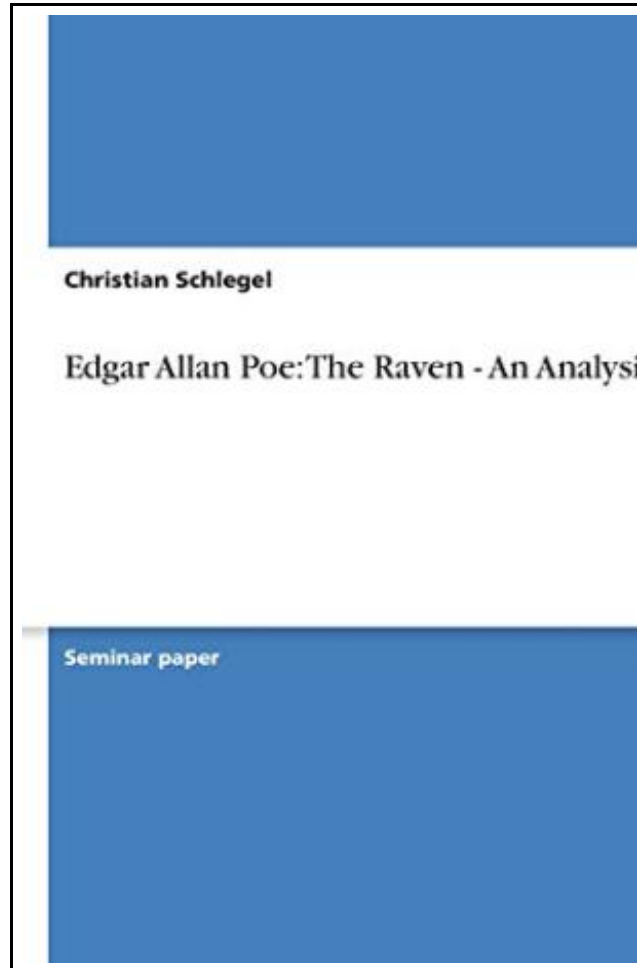 Christian Schlegel
Edgar Allan Poe: The Raven - An Analysi
Seminar paper